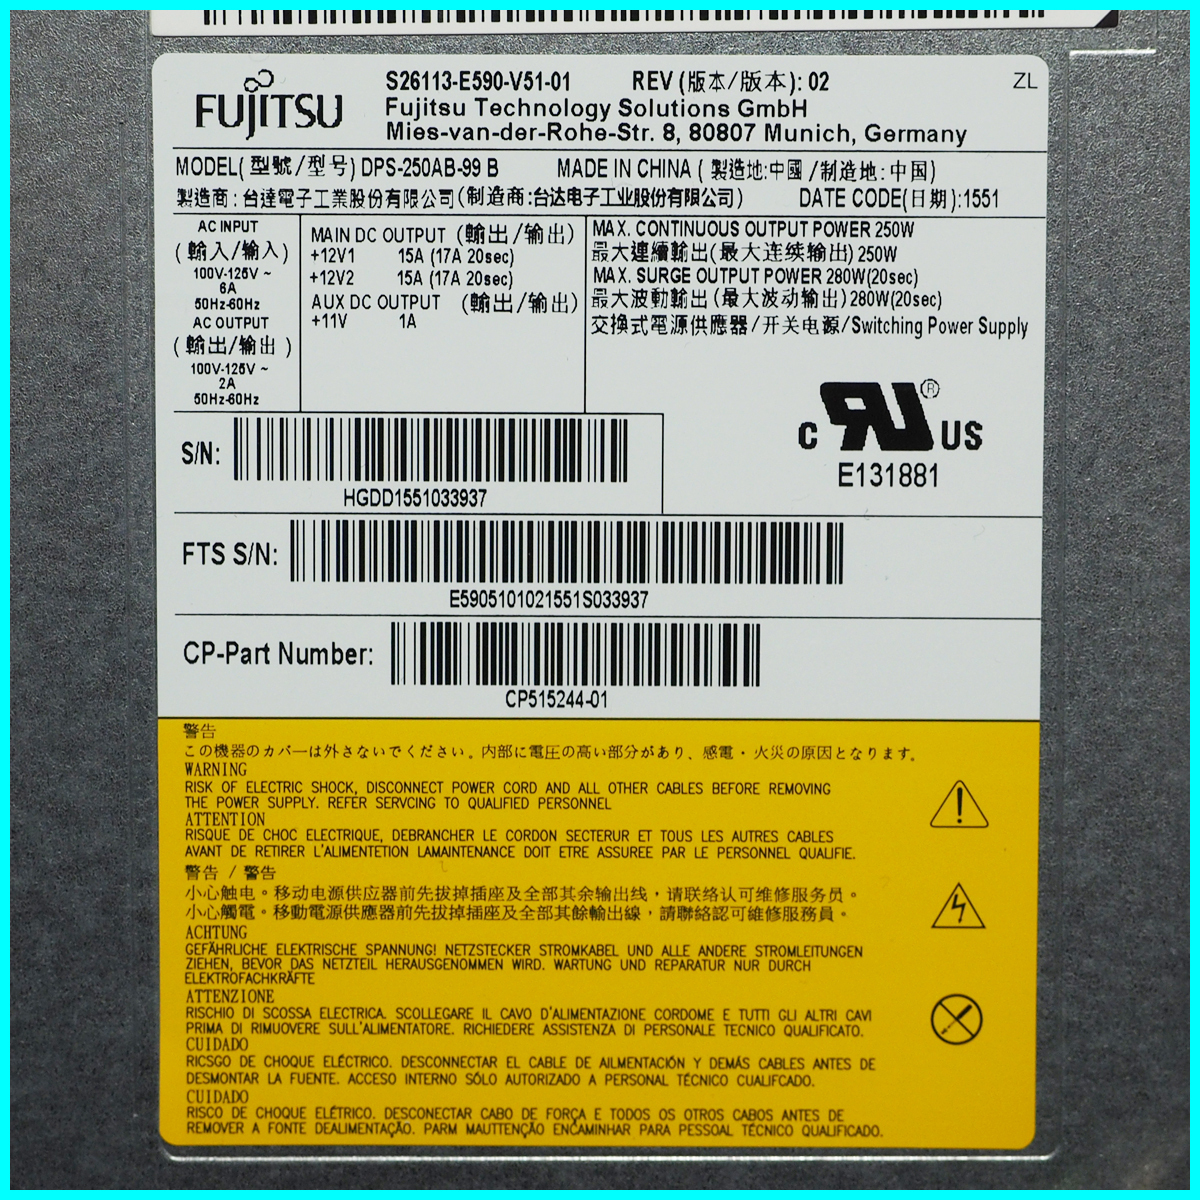 FUJITSU
S26113-E590-V51-01 REV (版本/版本): 02 ZL
Fujitsu Technology Solutions GmbH
Mies-van-der-Rohe-Str. 8, 80807 Munich, Germany
MODEL(型號/型号) DPS-250AB-99 B MADE IN CHINA (製造地:中國/制造地:中国)
製造商:台達電子工業股份有限公司(制造商:台达电子工业股份有限公司) DATE CODE(日期):1551
AC INPUT
(輸入/输入)
100V-125V ~
6A
50Hz-60Hz
AC OUTPUT
(輸出/输出)
100V-125V ~
2A
50Hz-60Hz
MAIN DC OUTPUT (輸出/输出)
+12V1 15A (17A 20sec)
+12V2 15A (17A 20sec)
AUX DC OUTPUT (輸出/输出)
+11V 1A
MAX. CONTINUOUS OUTPUT POWER 250W
最大連續輸出(最大连续输出) 250W
MAX. SURGE OUTPUT POWER 280W(20sec)
最大波動輸出(最大波动输出) 280W(20sec)
交換式電源供應器/开关电源/Switching Power Supply
C RU ® US
E131881
S/N:
HGDD1551033937
FTS S/N:
E5905101021551S033937
CP-Part Number:
CP515244-01
警告
この機器のカバーは外さないでください。内部に電圧の高い部分があり、感電・火災の原因となります。
WARNING
RISK OF ELECTRIC SHOCK, DISCONNECT POWER CORD AND ALL OTHER CABLES BEFORE REMOVING
THE POWER SUPPLY. REFER SERVCING TO QUALIFIED PERSONNEL
ATTENTION
RISQUE DE CHOC ELECTRIQUE, DEBRANCHER LE CORDON SECTERUR ET TOUS LES AUTRES CABLES
AVANT DE RETIRER L'ALIMENTETION LAMAINTENANCE DOIT ETRE ASSUREE PAR LE PERSONNEL QUALIFIE.
警告 / 警告
小心触电。移动电源供应器前先拔掉插座及全部其余输出线，请联络认可维修服务员。
小心觸電。移動電源供應器前先拔掉插座及全部其餘輸出線，請聯絡認可維修服務員。
ACHTUNG
GEFÄHRLICHE ELEKTRISCHE SPANNUNG! NETZSTECKER STROMKABEL UND ALLE ANDERE STROMLEITUNGEN
ZIEHEN, BEVOR DAS NETZTEIL HERAUSGENOMMEN WIRD. WARTUNG UND REPARATUR NUR DURCH
ELEKTROFACHKRÄFTE
ATTENZIONE
RISCHIO DI SCOSSA ELECTRICA. SCOLLEGARE IL CAVO D'ALIMENTAZIONE CORDOME E TUTTI GLI ALTRI CAVI
PRIMA DI RIMUOVERE SULL'ALIMENTATORE. RICHIEDERE ASSISTENZA DI PERSONALE TECNICO QUALIFICATO.
CUIDADO
RICSGO DE CHOQUE ELÉCTRICO. DESCONNECTAR EL CABLE DE AILMENTACIÓN Y DEMÁS CABLES ANTES DE
DESMONTAR LA FUENTE. ACCESO INTERNO SÓLO AUTORIZADO A PERSONAL TÉCNICO CUALIFCADO.
CUIDADO
RISCO DE CHOQUE ELÉTRICO. DESCONECTAR CABO DE FORÇA E TODOS OS OTROS CABOS ANTES DE
REMOVER A FONTE DEALIMENTAÇÃO. PARM MAUTTENÇÃO ENCAMINHAR PARA PESSOAL TÉCNICO QUALIFICADO.